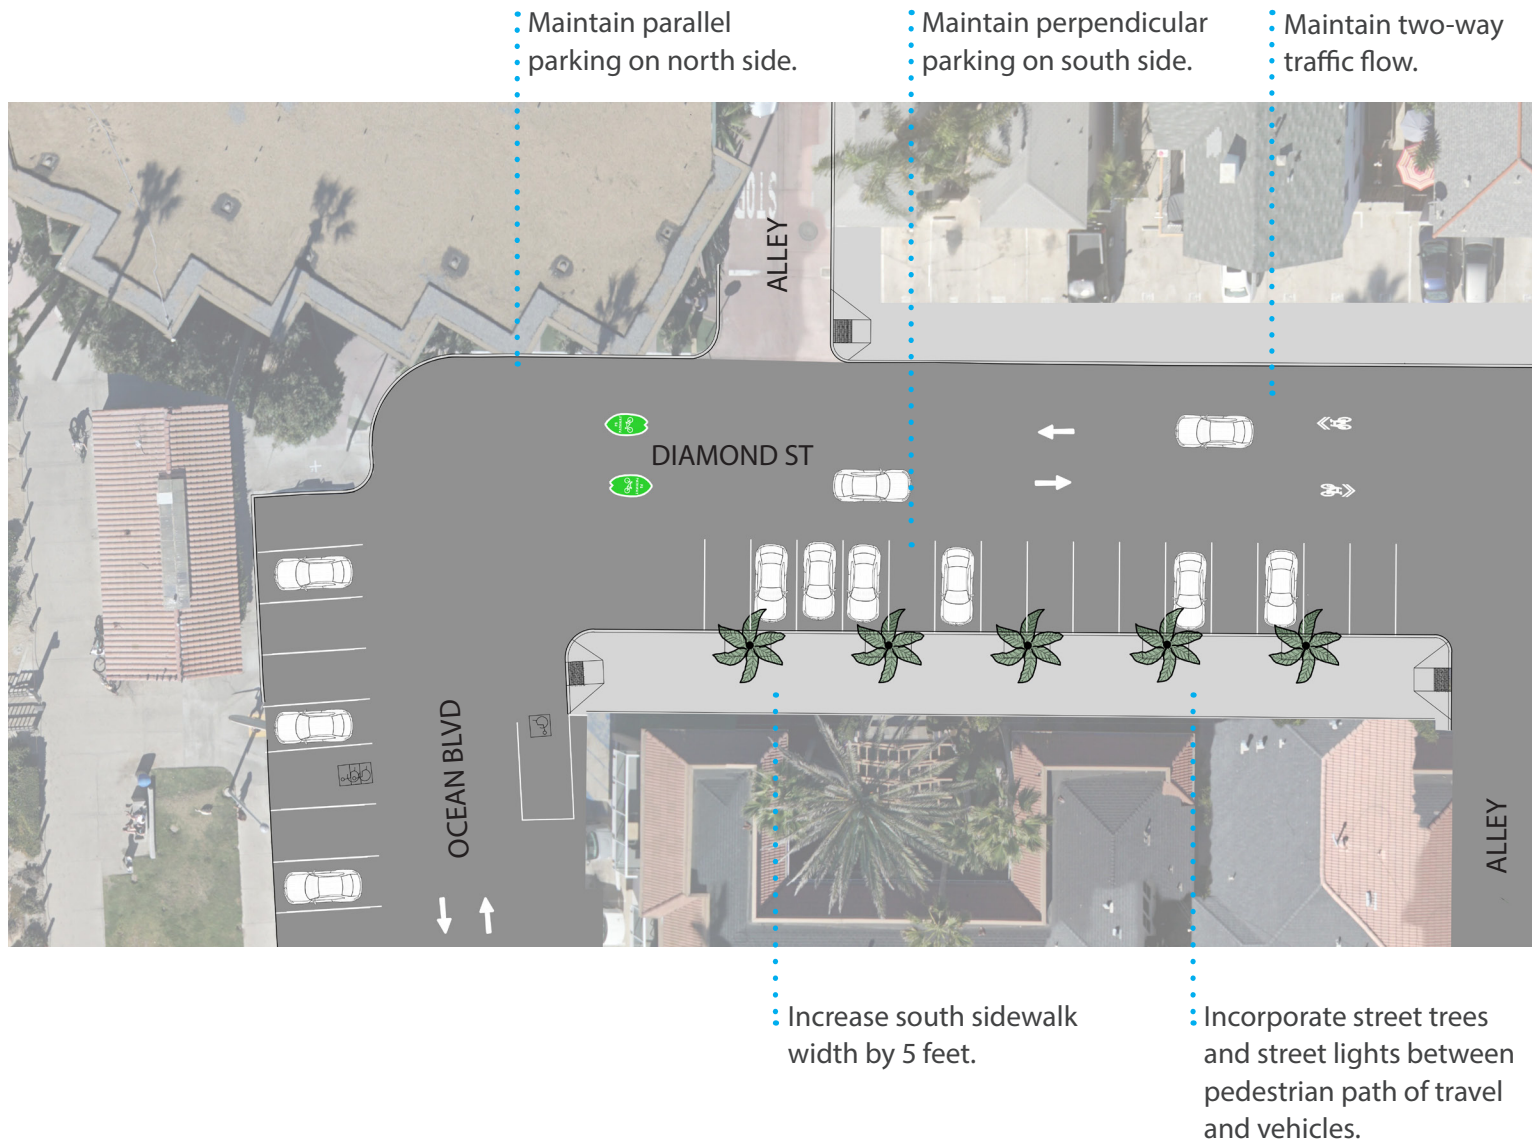 Maintain parallel
parking on north side.
Maintain perpendicular
parking on south side.
Maintain two-way
traffic flow.
STOP
ALLEY
DIAMOND ST
OCEAN BLVD
ALLEY
Increase south sidewalk
width by 5 feet.
Incorporate street trees
and street lights between
pedestrian path of travel
and vehicles.